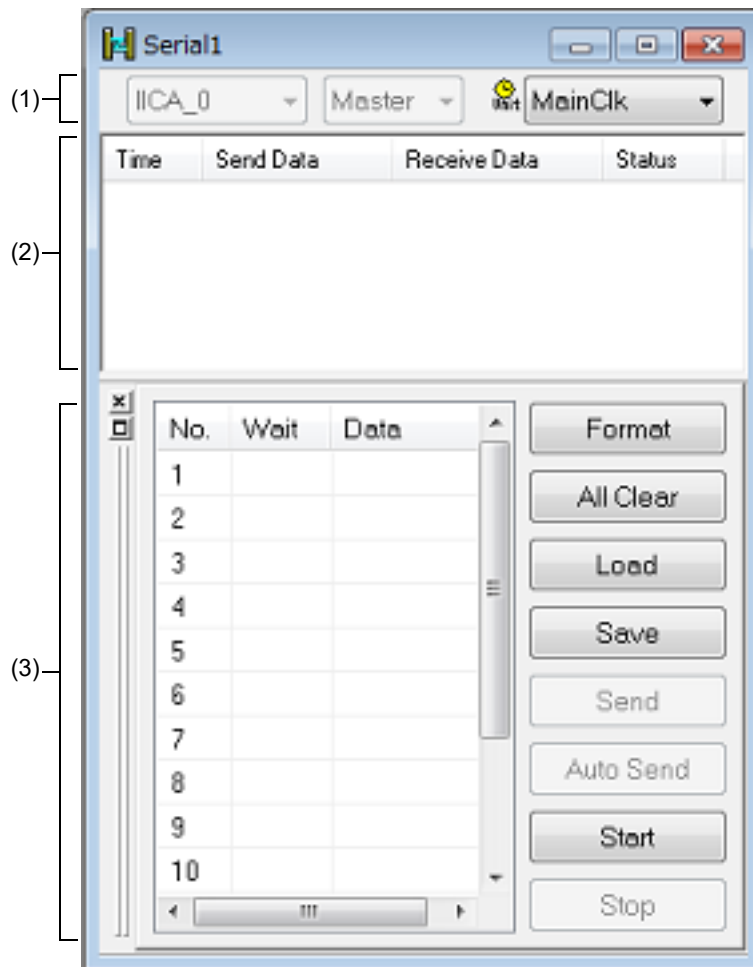 Serial1
(1)
IICA_0 Master Wait MainClk
Time Send Data Receive Data Status
(2)
(3)
No. Wait Data
1
2
3
4
5
6
7
8
9
10
Format
All Clear
Load
Save
Send
Auto Send
Start
Stop